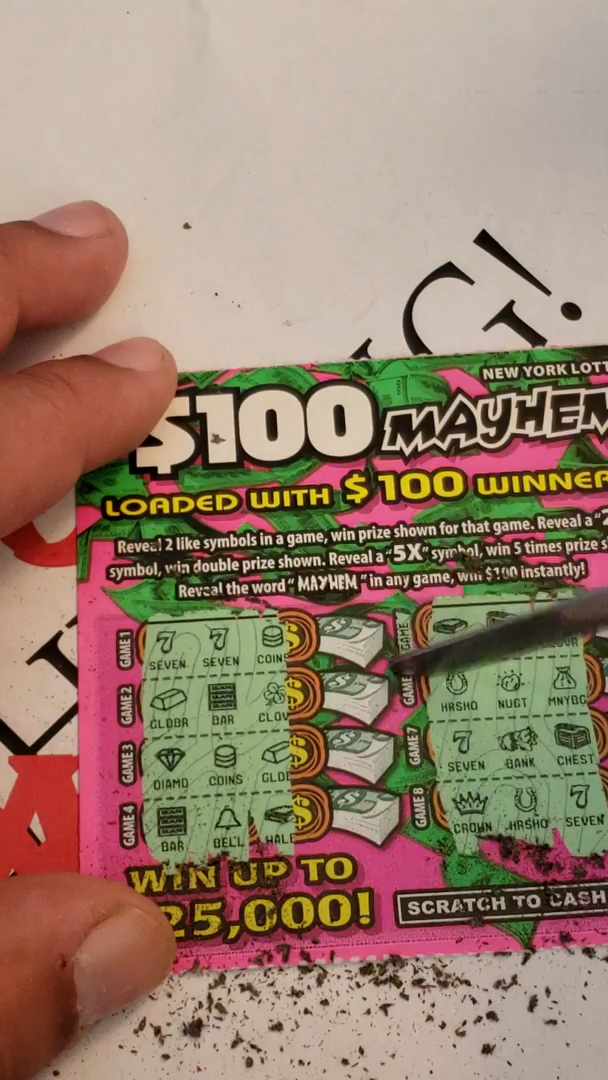 G!
NEW YORK LOTT
$100 MAYHEM
LOADED WITH $100 WINNER
Reveal 2 like symbols in a game, win prize shown for that game. Reveal a "
symbol, win double prize shown. Reveal a "5X" symbol, win 5 times prize s
Reveal the word "MAYHEM" in any game, win $100 instantly!
GAME 1
SEVEN SEVEN COINS
GAME 2
GLDBR BAR CLOV
GAME 3
DIAMD COINS GLDB
GAME 4
BAR BELL HALF
GAME
GAME
HRSHO NUGT MNYBG
GAME 7
SEVEN BANK CHEST
GAME 8
CROWN HRSHO SEVEN
WIN UP TO
25,000!
SCRATCH TO CASH